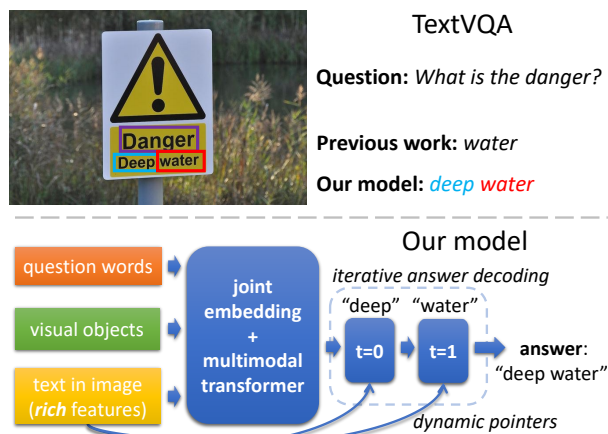 TextVQA
Question: What is the danger?
Danger
Deep water
Previous work: water
Our model: deep water
Our model
question words
visual objects
text in image
(rich features)
joint
embedding
+
multimodal
transformer
iterative answer decoding
“deep” “water”
t=0 t=1
answer:
“deep water”
dynamic pointers